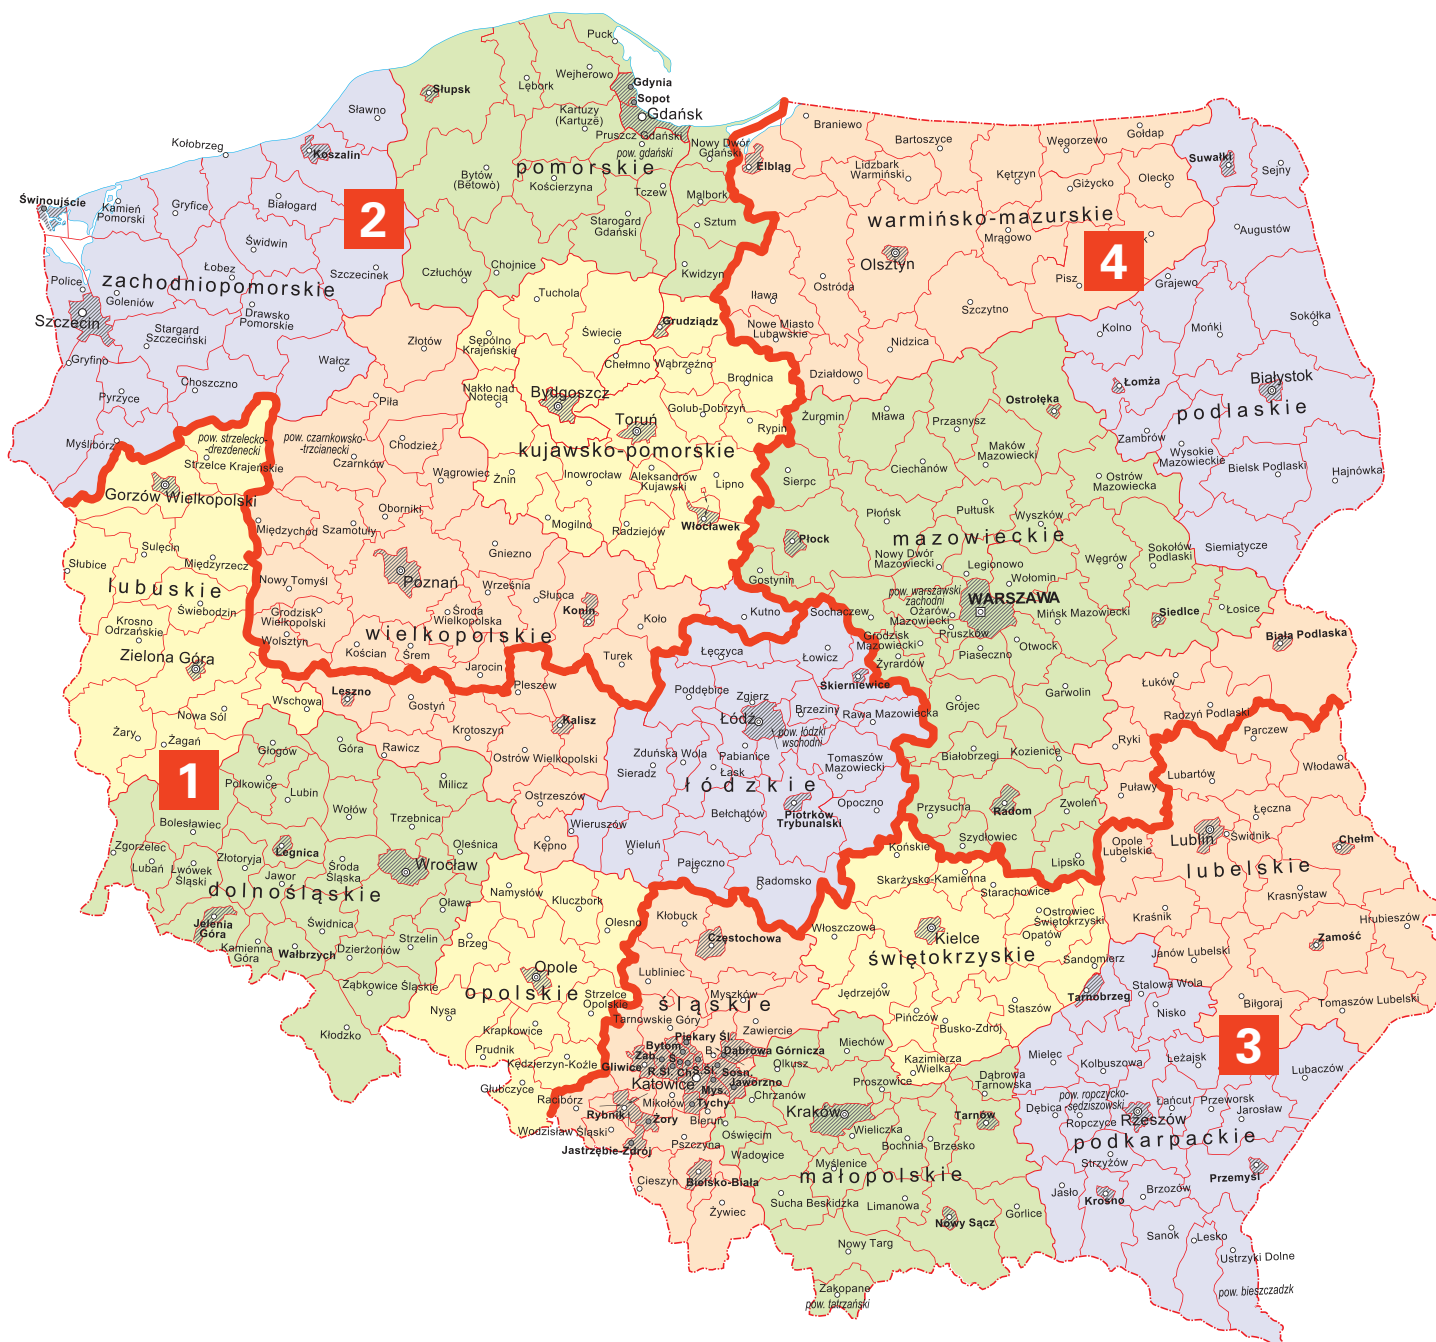 Puck
Wejherowo
Gdynia
Lębork
Słupsk
Sopot
Gdańsk
Sławno
Kartuzy
(Kartuzë)
Pruszcz Gdański
pow. gdański
Nowy Dwór
Gdański
Kołobrzeg
Koszalin
pomorskie
Bytów
(Bëtowò)
Kościerzyna
Tczew
Malbork
Białogard
2
Starogard
Gdański
Sztum
Świnoujście
Kamień
Pomorski
Gryfice
Świdwin
Człuchów
Chojnice
Kwidzyn
Police
Łobez
Szczecinek
zachodniopomorskie
Goleniów
Drawsko
Pomorskie
Szczecin
Stargard
Szczeciński
Gryfino
Wałcz
Choszczno
Pyrzyce
Myślibórz
Braniewo
Bartoszyce
Węgorzewo
Gołdap
Elbląg
Lidzbark
Warmiński
Kętrzyn
Giżycko
Olecko
Suwałki
Sejny
warmińsko-mazurskie
Mrągowo
4
Augustów
Olsztyn
Pisz
Grajewo
Iława
Ostróda
Szczytno
Nowe Miasto
Lubawskie
Nidzica
Działdowo
Kolno
Mońki
Sokółka
Łomża
Białystok
podlaskie
Zambrów
Wysokie
Mazowieckie
Bielsk Podlaski
Hajnówka
Siemiatycze
Tuchola
Świecie
Grudziądz
Sępólno
Krajeńskie
Chełmno
Wąbrzeźno
Nakło nad
Notecią
Bydgoszcz
Brodnica
Toruń
Golub-Dobrzyń
Rypin
kujawsko-pomorskie
Inowrocław
Aleksandrów
Kujawski
Lipno
Żnin
Mogilno
Radziejów
Włocławek
Złotów
Piła
pow. czarnkowsko-
-trzcianecki
Chodzież
Czarnków
Wągrowiec
Oborniki
Międzychód
Szamotuły
Gniezno
Nowy Tomyśl
Poznań
Września
Słupca
Konin
Grodzisk
Wielkopolski
Środa
Wielkopolska
Koło
Wolsztyn
wielkopolskie
Kościan
Śrem
Turek
Jarocin
Pleszew
Leszno
Gostyń
Kalisz
Krotoszyn
Rawicz
Ostrów Wielkopolski
Ostrzeszów
Kępno
pow. strzelecko-
-drezdenecki
Strzelce Krajeńskie
Gorzów Wielkopolski
Sulęcin
Słubice
Międzyrzecz
lubuskie
Świebodzin
Krosno
Odrzańskie
Zielona Góra
Wschowa
Nowa Sól
Żary
Żagań
1
Żuromin
Mława
Przasnysz
Ostrołęka
Maków
Mazowiecki
Ciechanów
Sierpc
Ostrów
Mazowiecka
Płońsk
Pułtusk
Wyszków
Płock
mazowieckie
Nowy Dwór
Mazowiecki
Legionowo
Węgrów
Sokołów
Podlaski
Gostynin
Wołomin
pow. warszawski
zachodni
WARSZAWA
Ożarów
Mazowiecki
Mińsk Mazowiecki
Siedlce
Łosice
Sochaczew
Grodzisk
Mazowiecki
Pruszków
Piaseczno
Otwock
Żyrardów
Grójec
Garwolin
Białobrzegi
Kozienice
Przysucha
Radom
Zwoleń
Szydłowiec
Lipsko
Kutno
Łęczyca
Łowicz
Poddębice
Zgierz
Skierniewice
Brzeziny
Łódź
Rawa Mazowiecka
pow. łódzki
wschodni
Zduńska Wola
Pabianice
Tomaszów
Mazowiecki
Sieradz
Łask
łódzkie
Opoczno
Piotrków
Trybunalski
Wieruszów
Bełchatów
Wieluń
Pajęczno
Radomsko
Biała Podlaska
Łuków
Radzyń Podlaski
Ryki
Parczew
Lubartów
Włodawa
Puławy
Łęczna
Opole
Lubelskie
Lublin
Świdnik
Chełm
lubelskie
Krasnystaw
Kraśnik
Hrubieszów
Zamość
Janów Lubelski
Biłgoraj
Tomaszów Lubelski
Głogów
Góra
Polkowice
Lubin
Milicz
Wołów
Bolesławiec
Trzebnica
Zgorzelec
Legnica
Oleśnica
Lubań
Lwówek
Śląski
Złotoryja
Środa
Śląska
Wrocław
Jawor
dolnośląskie
Oława
Jelenia
Góra
Świdnica
Kamienna
Góra
Wałbrzych
Dzierżoniów
Strzelin
Ząbkowice Śląskie
Kłodzko
Namysłów
Kluczbork
Olesno
Brzeg
Opole
opolskie
Strzelce
Opolskie
Nysa
Krapkowice
Prudnik
Kędzierzyn-Koźle
Głubczyce
Kłobuck
Częstochowa
Lubliniec
Myszków
śląskie
Tarnowskie Góry
Zawiercie
Piekary Śl.
Bytom
B.
Dąbrowa Górnicza
Zab.
Gliwice
R.Śl.
Ch.
S.Śl.
Sosn.
Katowice
Mys.
Jaworzno
Racibórz
Mikołów
Tychy
Rybnik
Żory
Bieruń
Wodzisław Śląski
Jastrzębie-Zdrój
Pszczyna
Cieszyn
Bielsko-Biała
Żywiec
Końskie
Skarżysko-Kamienna
Starachowice
Włoszczowa
Kielce
Ostrowiec
Świętokrzyski
Opatów
świętokrzyskie
Sandomierz
Jędrzejów
Staszów
Pińczów
Busko-Zdrój
Kazimierza
Wielka
Miechów
Olkusz
Proszowice
Dąbrowa
Tarnowska
Chrzanów
Kraków
Tarnów
Oświęcim
Wieliczka
Bochnia
Brzesko
Wadowice
Myślenice
małopolskie
Sucha Beskidzka
Limanowa
Nowy Sącz
Gorlice
Nowy Targ
Zakopane
pow. tatrzański
Tarnobrzeg
Stalowa Wola
Nisko
3
Mielec
Kolbuszowa
Leżajsk
Lubaczów
pow. ropczycko-
-sędziszowski
Dębica
Ropczyce
Łańcut
Przeworsk
Rzeszów
Jarosław
podkarpackie
Strzyżów
Przemyśl
Jasło
Krosno
Brzozów
Sanok
Lesko
Ustrzyki Dolne
pow. bieszczadzk